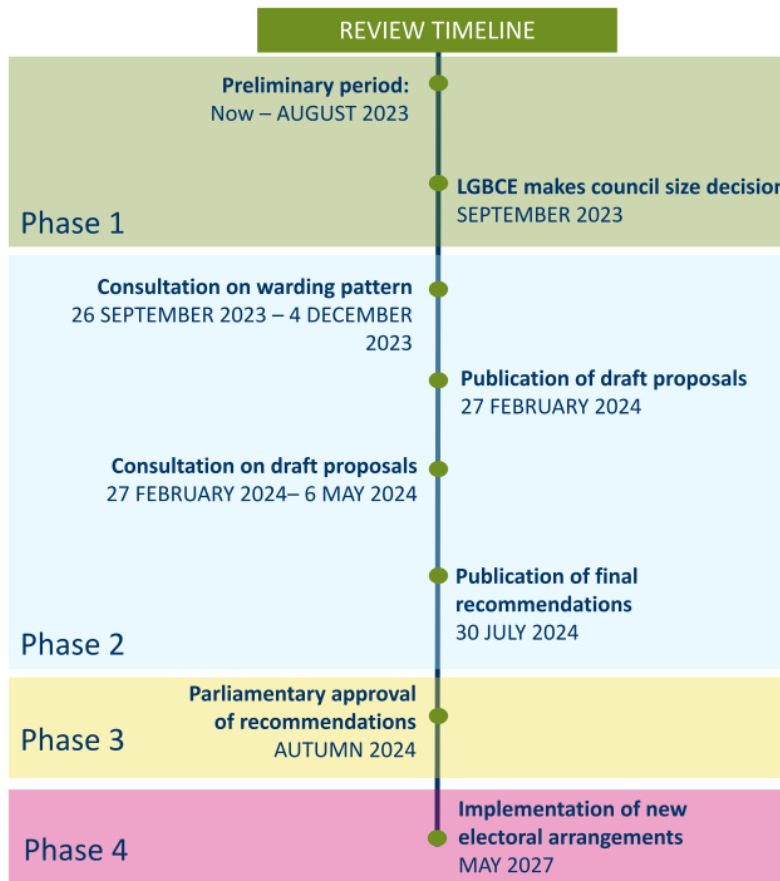 REVIEW TIMELINE
Preliminary period:
Now – AUGUST 2023
LGBCE makes council size decision
SEPTEMBER 2023
Phase 1
Consultation on warding pattern
26 SEPTEMBER 2023 – 4 DECEMBER
2023
Publication of draft proposals
27 FEBRUARY 2024
Consultation on draft proposals
27 FEBRUARY 2024– 6 MAY 2024
Publication of final
recommendations
30 JULY 2024
Phase 2
Parliamentary approval
of recommendations
AUTUMN 2024
Phase 3
Implementation of new
electoral arrangements
MAY 2027
Phase 4